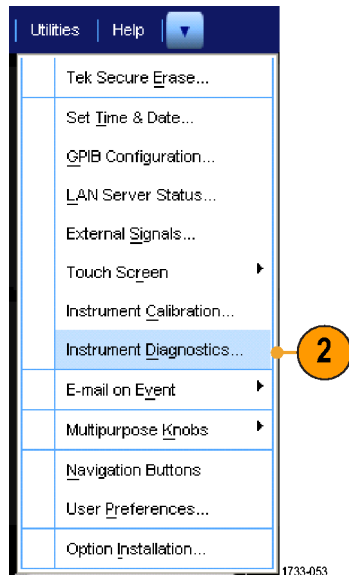 Utilities | Help
Tek Secure Erase...
Set Time & Date...
GPIB Configuration...
LAN Server Status...
External Signals...
Touch Screen
Instrument Calibration...
Instrument Diagnostics...
2
E-mail on Event
Multipurpose Knobs
Navigation Buttons
User Preferences...
Option Installation...
1733-053